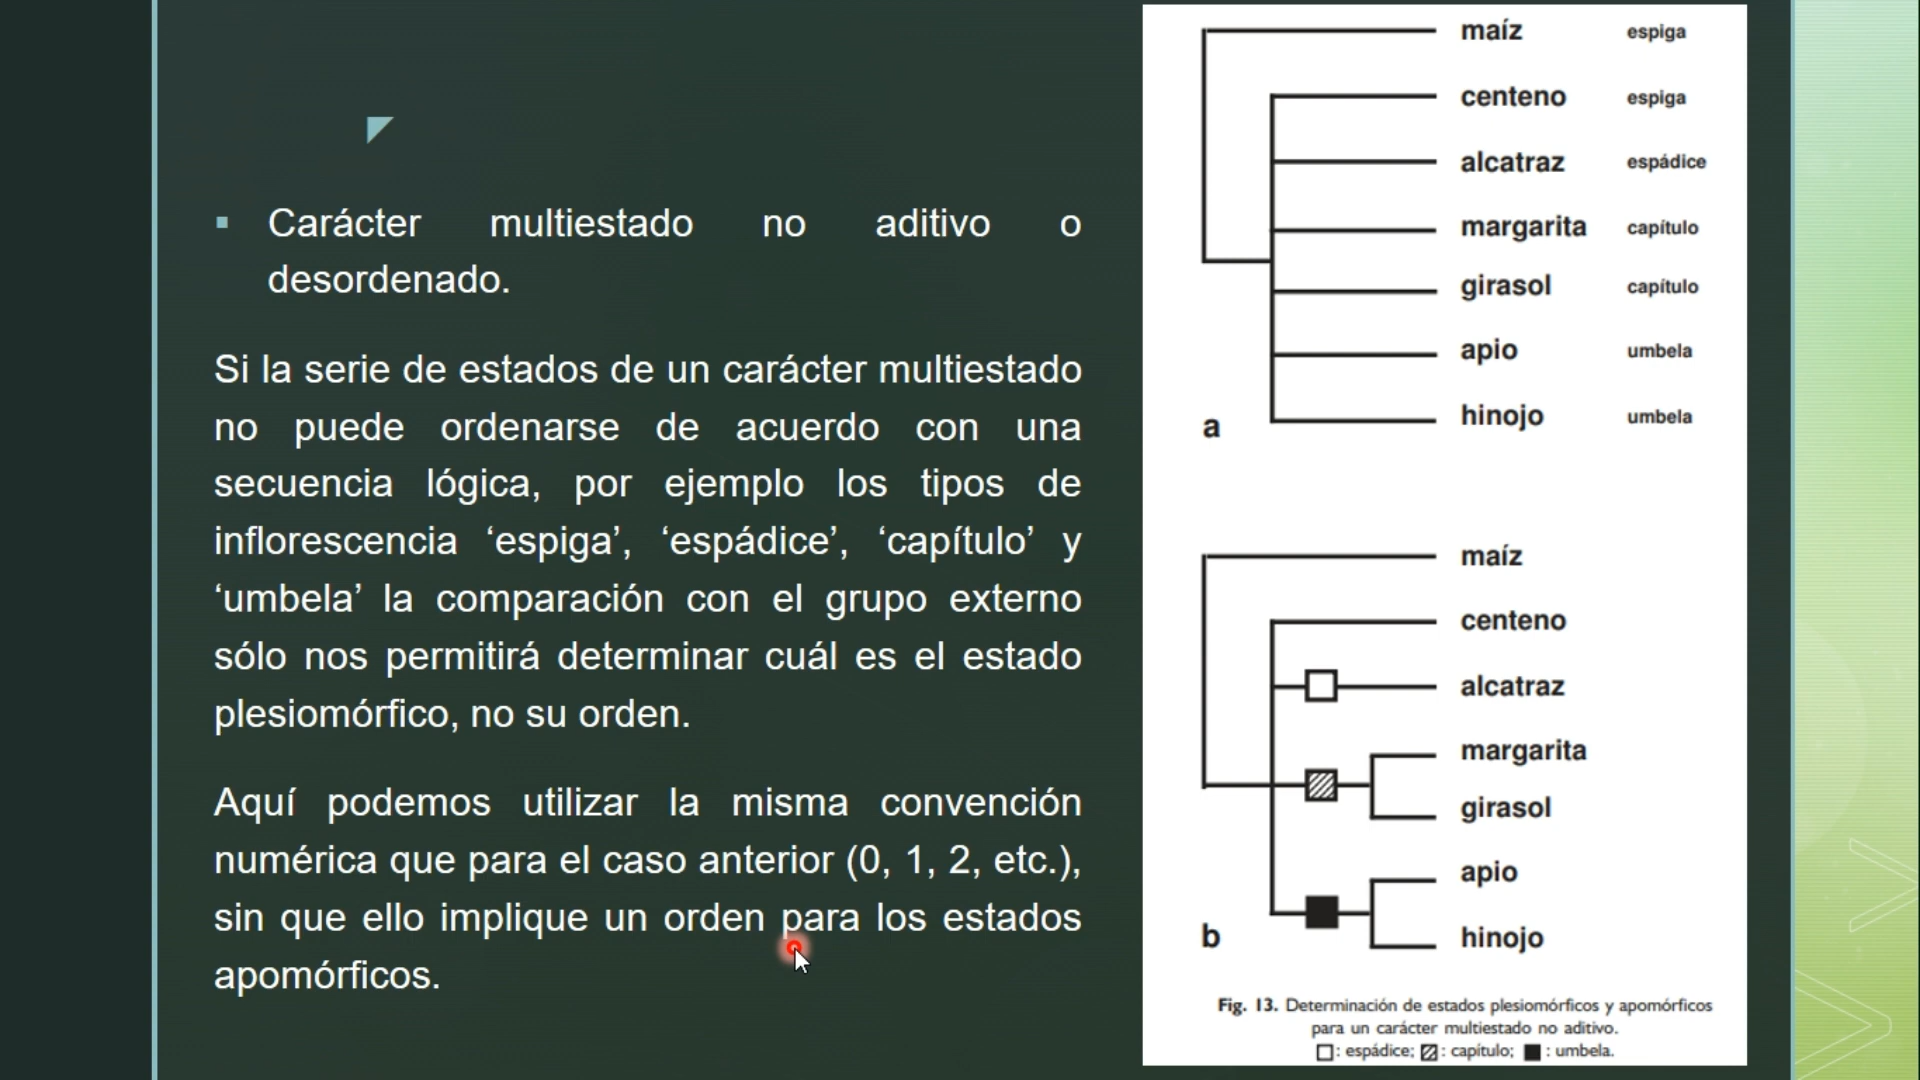 Carácter multiestado no aditivo o
desordenado.
Si la serie de estados de un carácter multiestado
no puede ordenarse de acuerdo con una
secuencia lógica, por ejemplo los tipos de
inflorescencia ‘espiga’, ‘espádice’, ‘capítulo’ y
‘umbela’ la comparación con el grupo externo
sólo nos permitirá determinar cuál es el estado
plesiomórfico, no su orden.
Aquí podemos utilizar la misma convención
numérica que para el caso anterior (0, 1, 2, etc.),
sin que ello implique un orden para los estados
apomórficos.
maíz espiga
centeno espiga
alcatraz espádice
margarita capítulo
girasol capítulo
apio umbela
hinojo umbela
a
maíz
centeno
alcatraz
margarita
girasol
apio
hinojo
b
Fig. 13. Determinación de estados plesiomórficos y apomórficos
para un carácter multiestado no aditivo.
□: espádice; ▨: capítulo; ■: umbela.